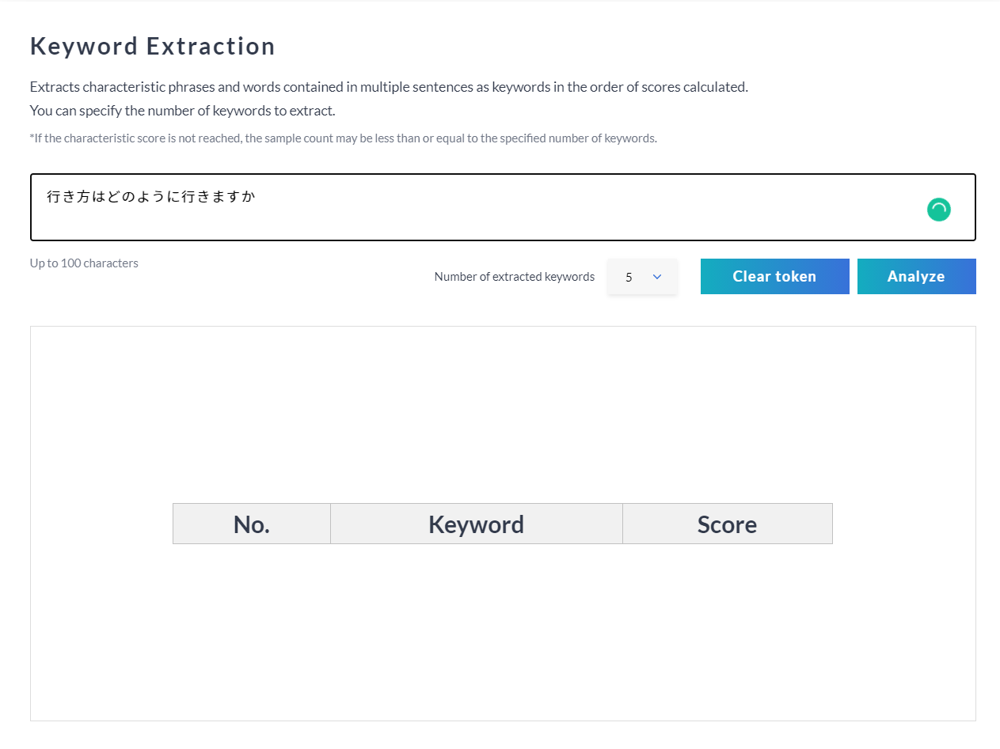 Keyword Extraction
Extracts characteristic phrases and words contained in multiple sentences as keywords in the order of scores calculated.
You can specify the number of keywords to extract.
*If the characteristic score is not reached, the sample count may be less than or equal to the specified number of keywords.
行き方はどのように行きますか
Up to 100 characters
Number of extracted keywords 5 Clear token Analyze
No. Keyword Score